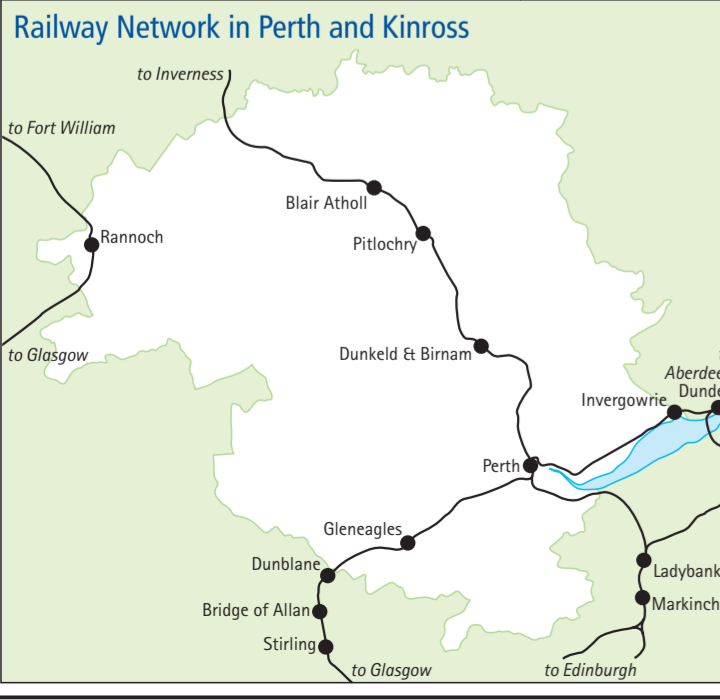 Railway Network in Perth and Kinross
to Inverness
to Fort William
Blair Atholl
Rannoch
Pitlochry
to Glasgow
Dunkeld & Birnam
Invergowrie
Perth
Gleneagles
Dunblane
Ladybank
Markinch
Bridge of Allan
Stirling
to Glasgow
to Edinburgh